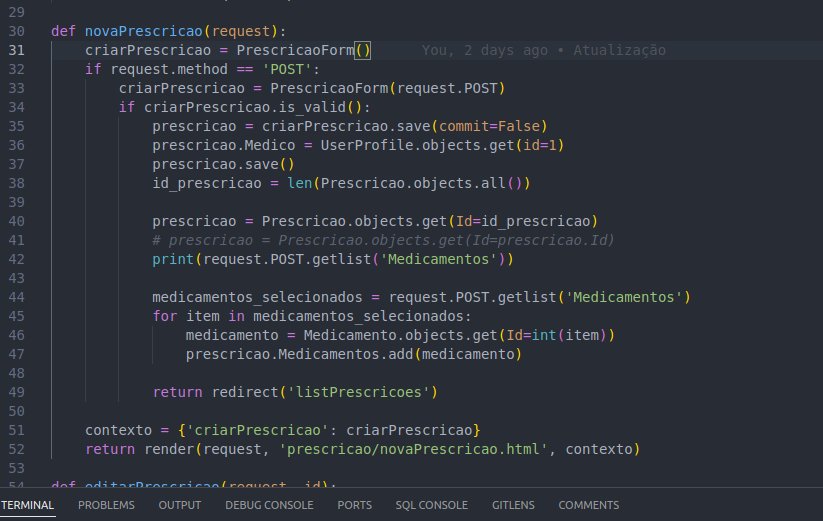 29
30 def novaPrescricao(request):
31     criarPrescricao = PrescricaoForm()      You, 2 days ago • Atualização
32     if request.method == 'POST':
33         criarPrescricao = PrescricaoForm(request.POST)
34         if criarPrescricao.is_valid():
35             prescricao = criarPrescricao.save(commit=False)
36             prescricao.Medico = UserProfile.objects.get(id=1)
37             prescricao.save()
38             id_prescricao = len(Prescricao.objects.all())
39
40             prescricao = Prescricao.objects.get(Id=id_prescricao)
41             # prescricao = Prescricao.objects.get(Id=prescricao.Id)
42             print(request.POST.getlist('Medicamentos'))
43
44             medicamentos_selecionados = request.POST.getlist('Medicamentos')
45             for item in medicamentos_selecionados:
46                 medicamento = Medicamento.objects.get(Id=int(item))
47                 prescricao.Medicamentos.add(medicamento)
48
49             return redirect('listPrescricoes')
50
51     contexto = {'criarPrescricao': criarPrescricao}
52     return render(request, 'prescricao/novaPrescricao.html', contexto)
53
54 def editarPrescricao(request, id):
TERMINAL PROBLEMS OUTPUT DEBUG CONSOLE PORTS SQL CONSOLE GITLENS COMMENTS